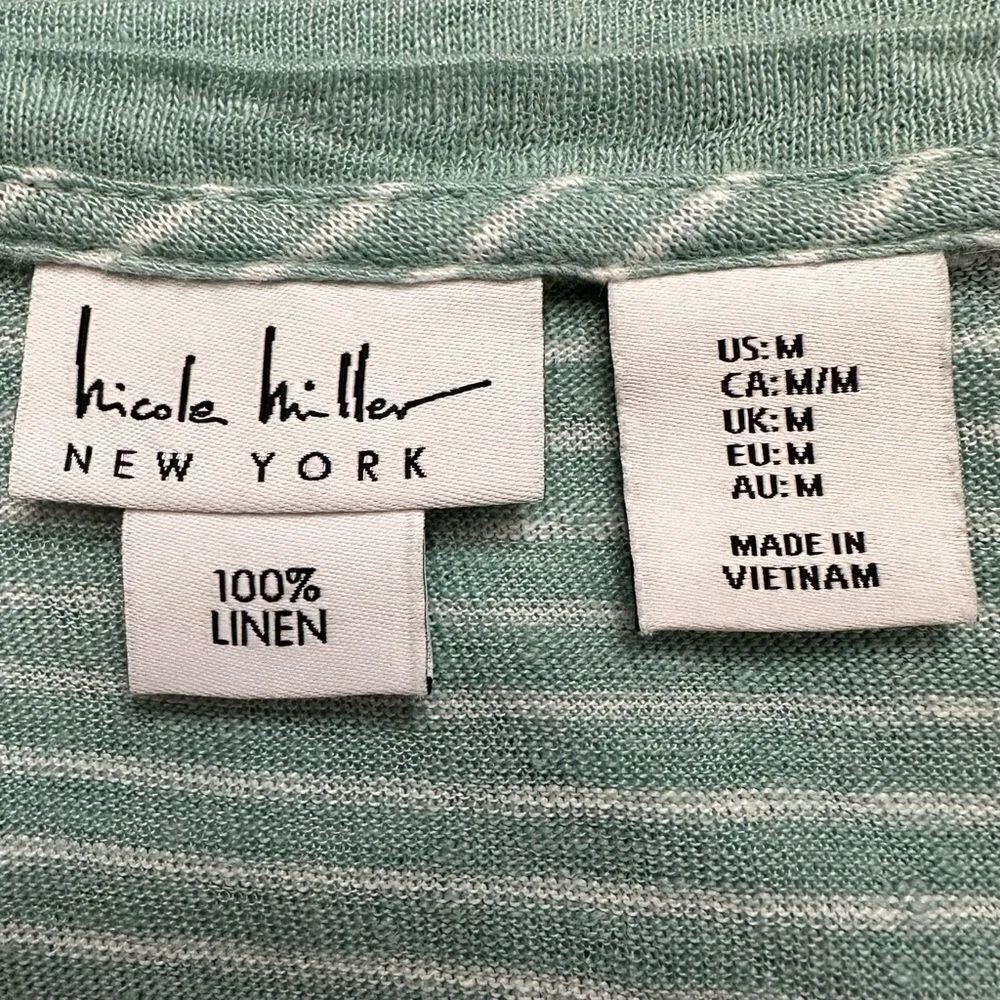 nicole miller
NEW YORK
100%
LINEN
US: M
CA: M/M
UK: M
EU: M
AU: M
MADE IN
VIETNAM